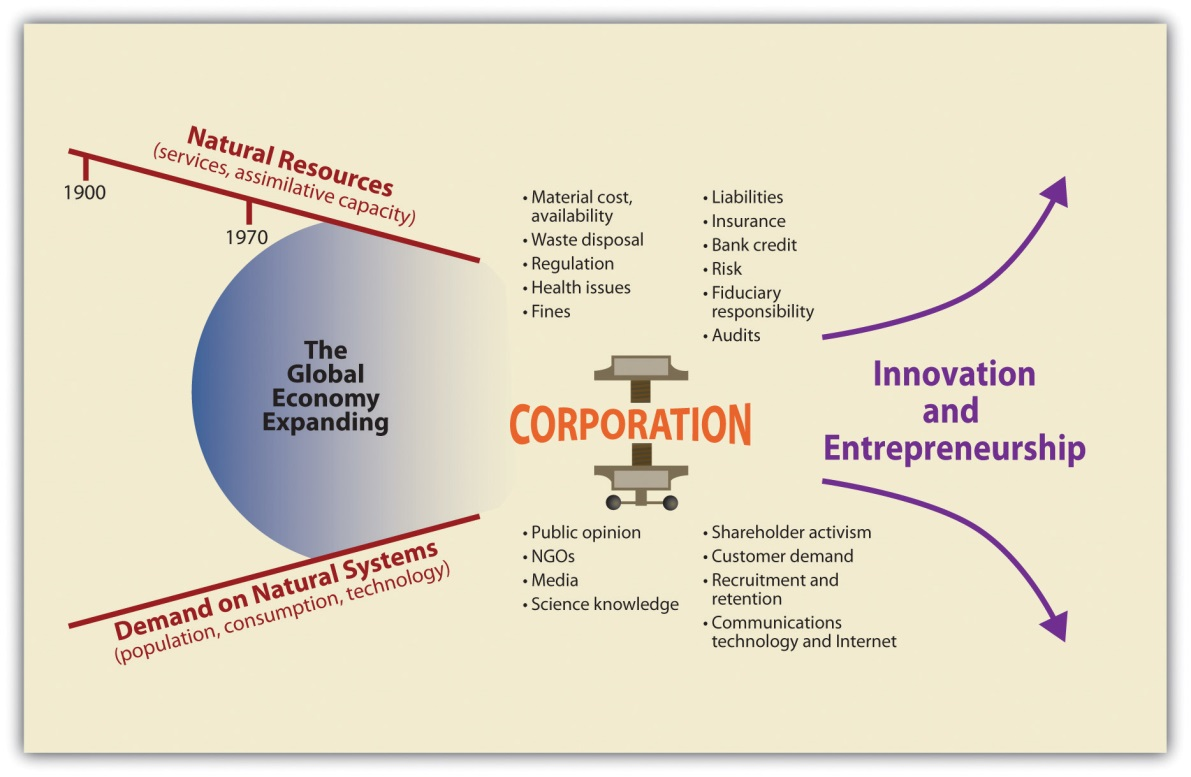 Natural Resources
(services, assimilative capacity)
1900
1970
The
Global
Economy
Expanding
Demand on Natural Systems
(population, consumption, technology)
• Material cost,
availability
• Waste disposal
• Regulation
• Health issues
• Fines
• Liabilities
• Insurance
• Bank credit
• Risk
• Fiduciary
responsibility
• Audits
CORPORATION
• Public opinion
• NGOs
• Media
• Science knowledge
• Shareholder activism
• Customer demand
• Recruitment and
retention
• Communications
technology and Internet
Innovation
and
Entrepreneurship